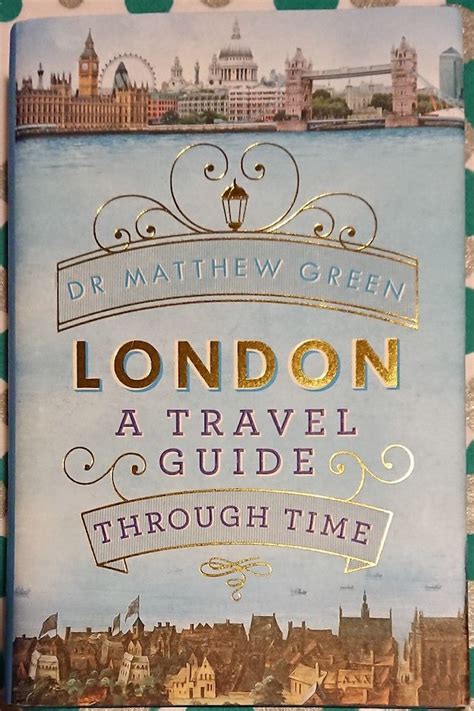 DR MATTHEW GREEN
LONDON
A TRAVEL
GUIDE
THROUGH TIME